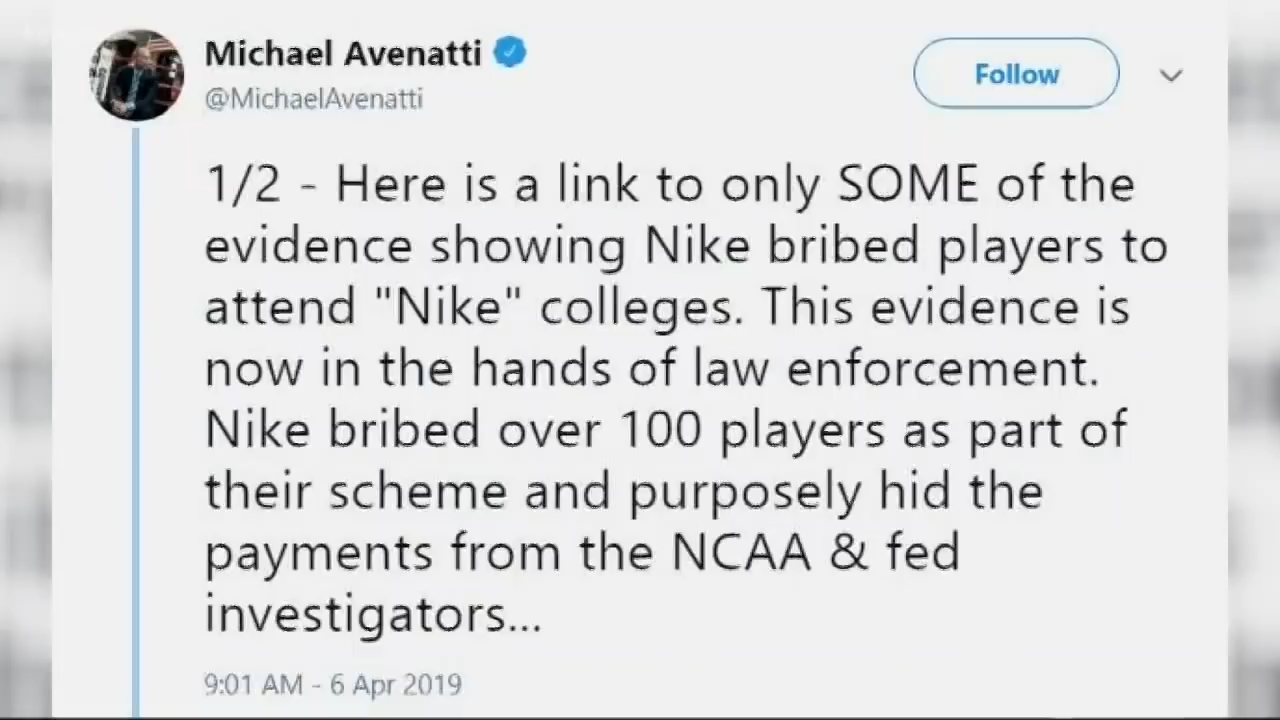 Michael Avenatti
Follow
@MichaelAvenatti
1/2 - Here is a link to only SOME of the
evidence showing Nike bribed players to
attend "Nike" colleges. This evidence is
now in the hands of law enforcement.
Nike bribed over 100 players as part of
their scheme and purposely hid the
payments from the NCAA & fed
investigators...
9:01 AM - 6 Apr 2019